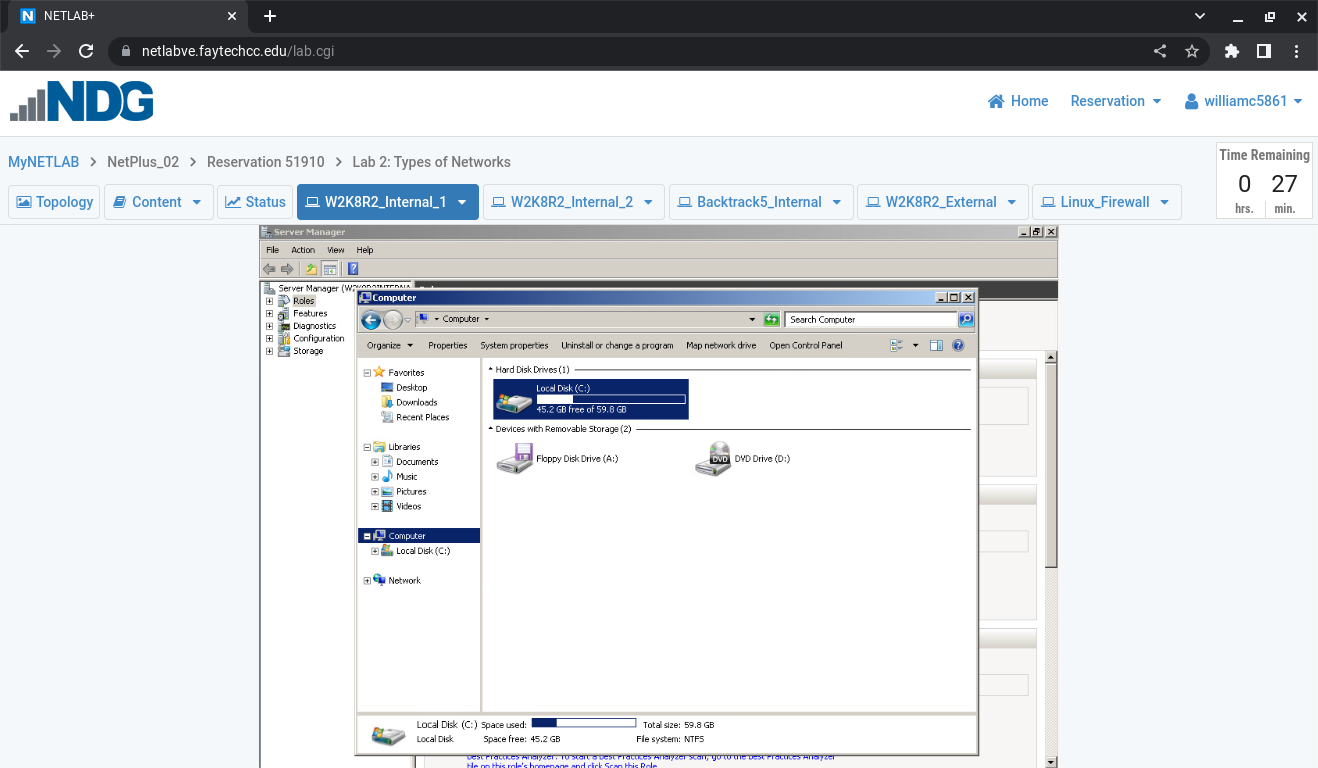 NETLAB+
netlabve.faytechcc.edu/lab.cgi
NDG
Home Reservation williamc5861
MyNETLAB > NetPlus_02 > Reservation 51910 > Lab 2: Types of Networks
Time Remaining
0 27
hrs. min.
Topology Content Status W2K8R2_Internal_1 W2K8R2_Internal_2 Backtrack5_Internal W2K8R2_External Linux_Firewall
Server Manager
File Action View Help
Server Manager (W2K8R2INTERNA
Roles
Features
Diagnostics
Configuration
Storage
Computer
Computer
Search Computer
Organize Properties System properties Uninstall or change a program Map network drive Open Control Panel
Favorites
Desktop
Downloads
Recent Places
Libraries
Documents
Music
Pictures
Videos
Computer
Local Disk (C:)
Network
Hard Disk Drives (1)
Local Disk (C:)
45.2 GB free of 59.8 GB
Devices with Removable Storage (2)
Floppy Disk Drive (A:)
DVD DVD Drive (D:)
Local Disk (C:) Space used: Total size: 59.8 GB
Local Disk Space free: 45.2 GB File system: NTFS
Best Practices Analyzer. To start a Best Practices Analyzer scan, go to the Best Practices Analyzer
tile on this role's homepage and click Scan this Role